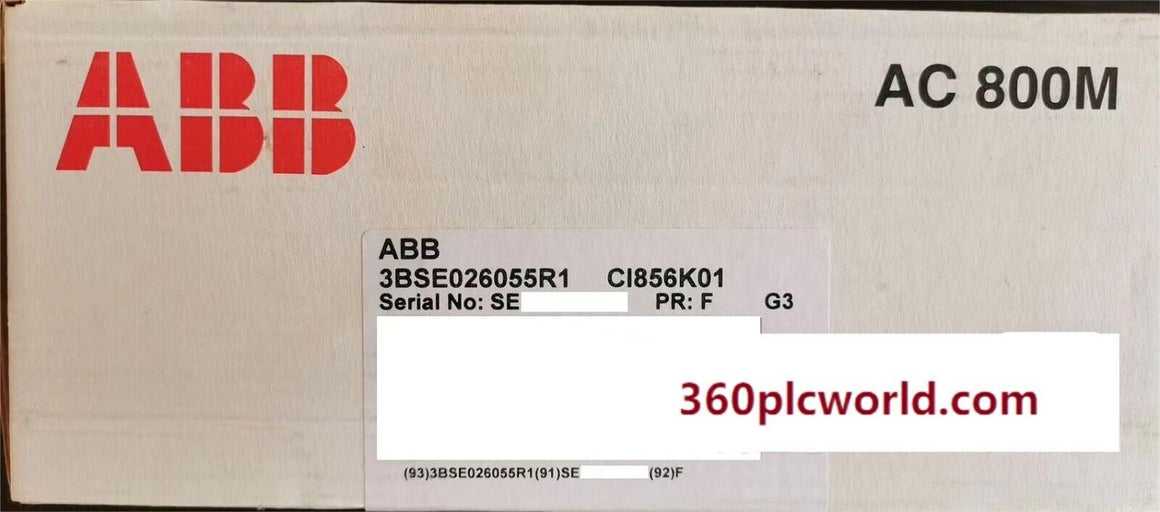 ABB
AC 800M
ABB
3BSE026055R1 CI856K01
Serial No: SE PR: F G3
360plcworld.com
(93)3BSE026055R1(91)SE (92)F